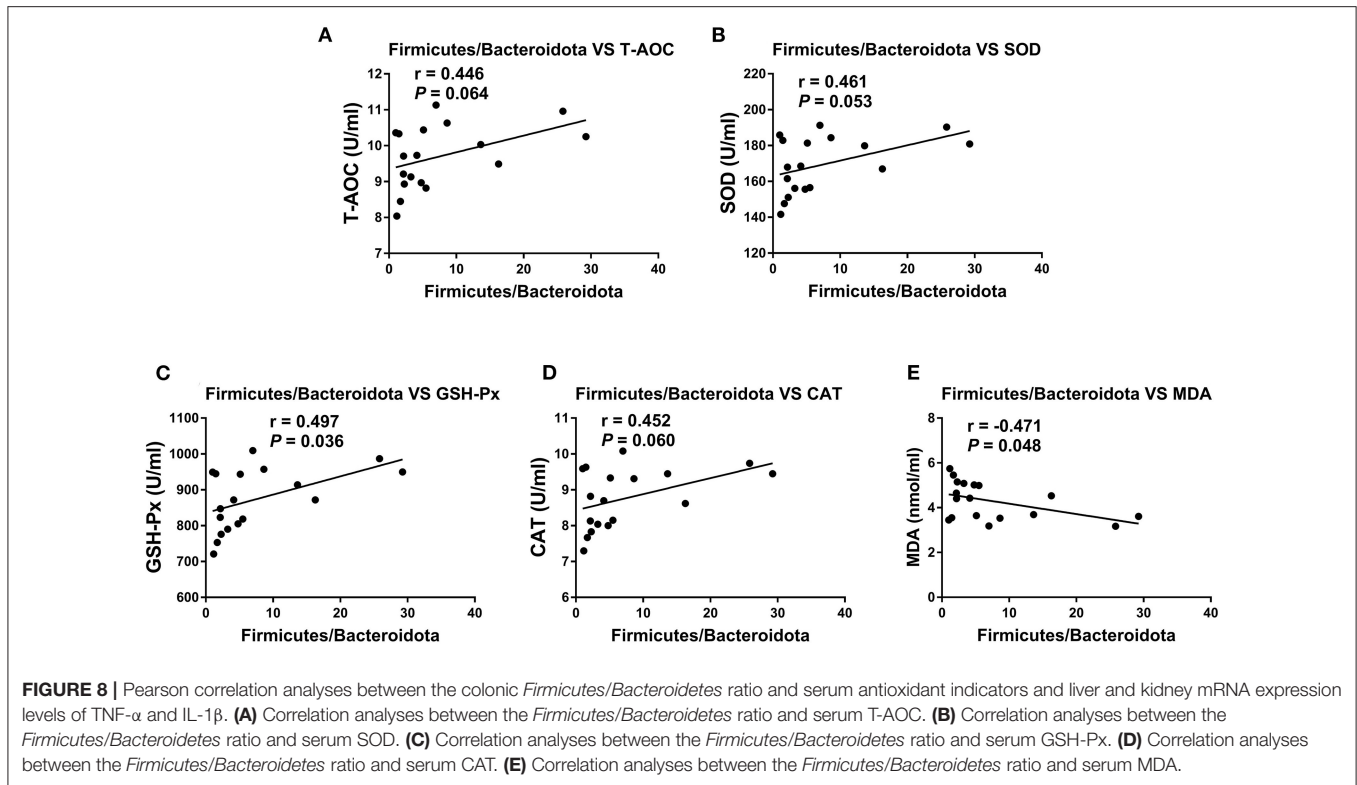 A
Firmicutes/Bacteroidota VS T-AOC
r = 0.446
P = 0.064
T-AOC (U/ml)
12
11
10
9
8
7
0
10
20
30
40
Firmicutes/Bacteroidota
B
Firmicutes/Bacteroidota VS SOD
r = 0.461
P = 0.053
SOD (U/ml)
200
180
160
140
120
0
10
20
30
40
Firmicutes/Bacteroidota
C
Firmicutes/Bacteroidota VS GSH-Px
r = 0.497
P = 0.036
GSH-Px (U/ml)
1100
1000
900
800
700
600
0
10
20
30
40
Firmicutes/Bacteroidota
D
Firmicutes/Bacteroidota VS CAT
r = 0.452
P = 0.060
CAT (U/ml)
11
10
9
8
7
6
0
10
20
30
40
Firmicutes/Bacteroidota
E
Firmicutes/Bacteroidota VS MDA
r = -0.471
P = 0.048
MDA (nmol/ml)
8
6
4
2
0
0
10
20
30
40
Firmicutes/Bacteroidota
FIGURE 8 | Pearson correlation analyses between the colonic Firmicutes/Bacteroidetes ratio and serum antioxidant indicators and liver and kidney mRNA expression
levels of TNF-α and IL-1β. (A) Correlation analyses between the Firmicutes/Bacteroidetes ratio and serum T-AOC. (B) Correlation analyses between the
Firmicutes/Bacteroidetes ratio and serum SOD. (C) Correlation analyses between the Firmicutes/Bacteroidetes ratio and serum GSH-Px. (D) Correlation analyses
between the Firmicutes/Bacteroidetes ratio and serum CAT. (E) Correlation analyses between the Firmicutes/Bacteroidetes ratio and serum MDA.